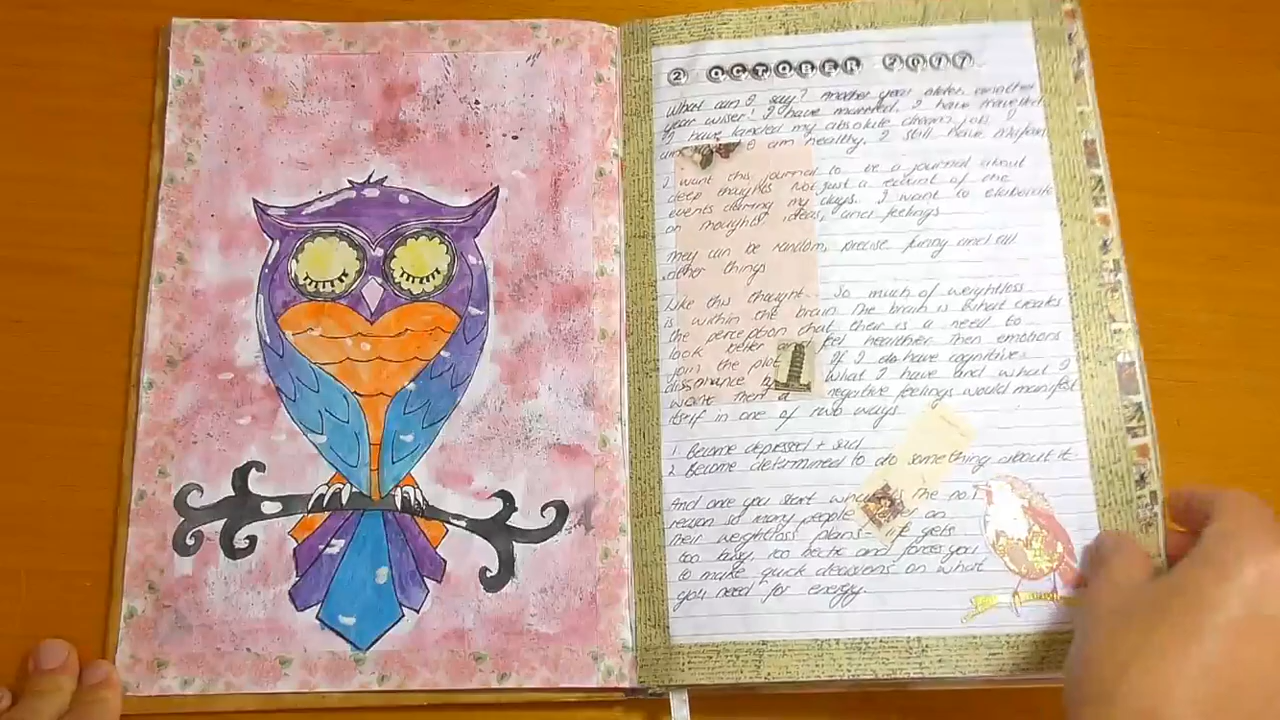 2 OCTOBER 2017
What can I say? Another year older another
year wiser! I have married, I have travelled
I have landed my absolute dream job, I
am I am healthy. I still have
I want this journal to be a journal about
deep thoughts Not just a recount of the
events during my days. I want to elaborate
on thoughts, ideas, and feelings
They can be random, precise funny and all
other things
Like this thought... So much of weightloss
is within the brain. The brain is what creates
the perception that their is a need to
look better and feel healthier then emotions
join the plot If I do have cognitive
dissonance What I have and what I
want then a negative feelings would manifest
itself in one of two ways
1. Become depressed + sad
2. Become determined to do something about it.
And once you start is the no.1
reason so many people on
their weightloss plans - life gets
too busy, too hectic and forces you
to make quick decisions on what
you need for energy.